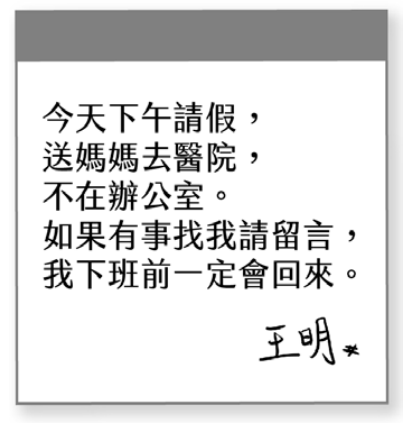 今天下午請假，
送媽媽去醫院，
不在辦公室。
如果有事找我請留言，
我下班前一定會回來。
王明